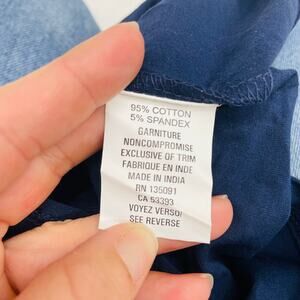 95% COTTON
5% SPANDEX
GARNITURE
NONCOMPROMISE
EXCLUSIVE OF TRIM
FABRIQUE EN INDE
MADE IN INDIA
RN 135091
CA 53393
VOYEZ VERSO/
SEE REVERSE